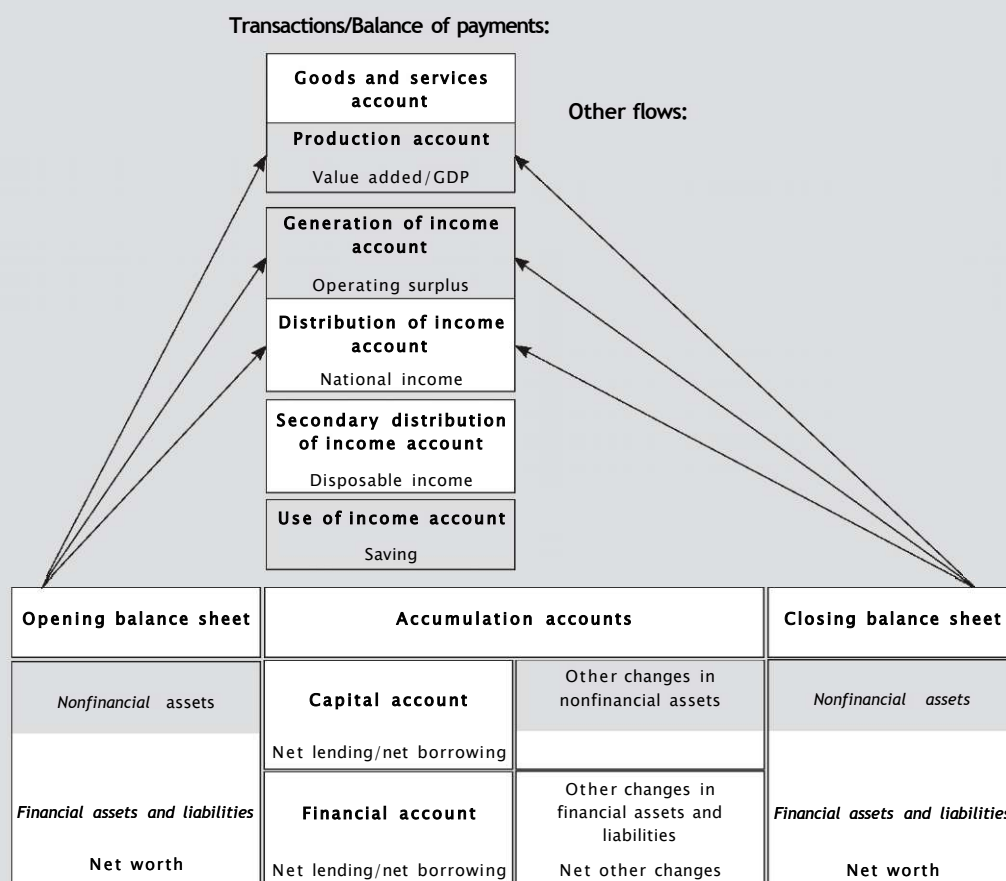 Transactions/Balance of payments:
Goods and services
account
Other flows:
Production account
Value added/GDP
Generation of income
account
Operating surplus
Distribution of income
account
National income
Secondary distribution
of income account
Disposable income
Use of income account
Saving
Opening balance sheet
Accumulation accounts
Closing balance sheet
Nonfinancial assets
Capital account
Net lending/net borrowing
Other changes in
nonfinancial assets
Nonfinancial assets
Financial assets and liabilities
Net worth
Financial account
Net lending/net borrowing
Other changes in
financial assets and
liabilities
Net other changes
Financial assets and liabilities
Net worth